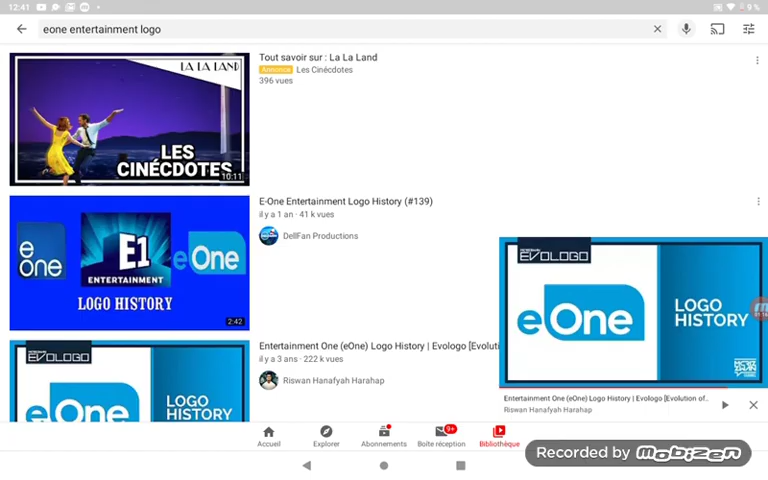 12:41
9 %
eone entertainment logo
LA LA LAND
LES
CINÉCDOTES
10:11
Tout savoir sur : La La Land
Annonce Les Cinécdotes
396 vues
e
one
E1
ENTERTAINMENT
eOne
LOGO HISTORY
2:42
E-One Entertainment Logo History (#139)
il y a 1 an · 41 k vues
DellFan Productions
EVOLOGO
eOne
LOGO
HISTORY
Entertainment One (eOne) Logo History | Evologo [Evoluti
il y a 3 ans · 222 k vues
Riswan Hanafyah Harahap
EVOLOGO
eOne
LOGO
HISTORY
01:16
Entertainment One (eOne) Logo History | Evologo [Evolution of..
Riswan Hanafyah Harahap
Accueil
Explorer
Abonnements
9+
Boîte réception
Bibliothèque
Recorded by mobizen